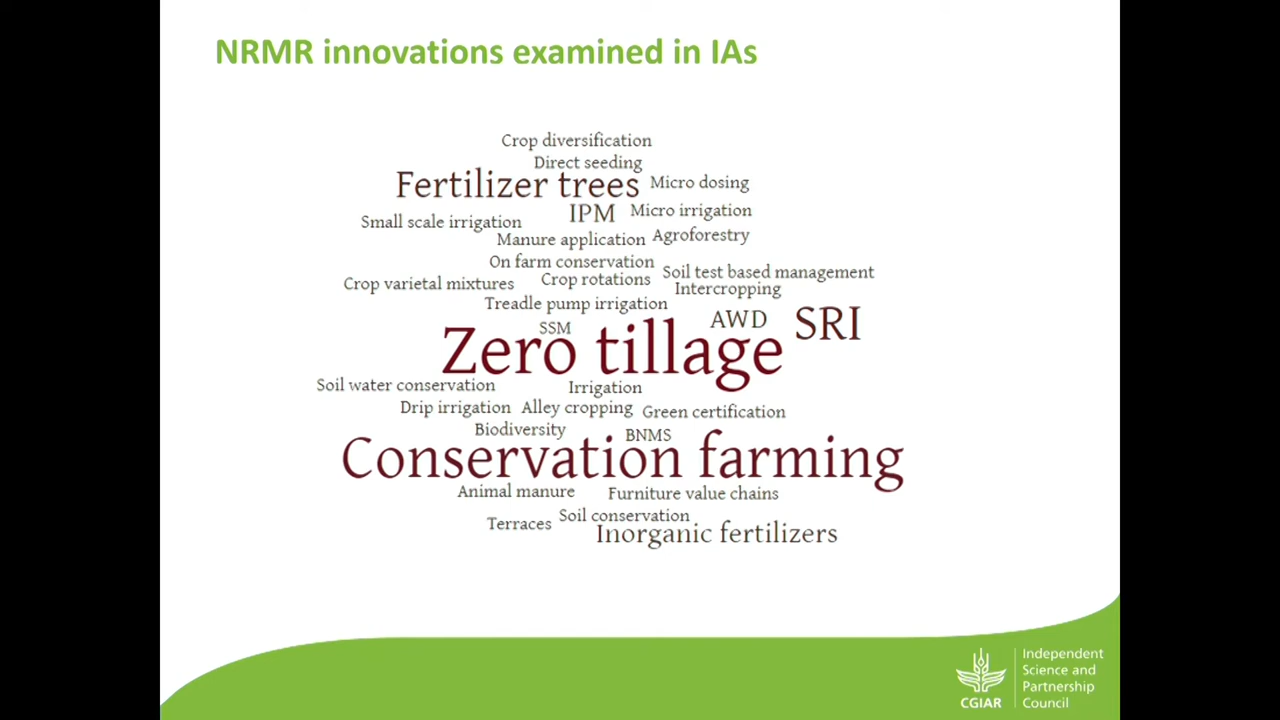 NRMR innovations examined in IAs
Crop diversification
Direct seeding
Fertilizer trees
Micro dosing
IPM
Micro irrigation
Small scale irrigation
Manure application
Agroforestry
On farm conservation
Soil test based management
Crop varietal mixtures
Crop rotations
Intercropping
Treadle pump irrigation
AWD
SRI
SSM
Zero tillage
Soil water conservation
Irrigation
Drip irrigation
Alley cropping
Green certification
Biodiversity
BNMS
Conservation farming
Animal manure
Furniture value chains
Terraces
Soil conservation
Inorganic fertilizers
CGIAR
Independent
Science and
Partnership
Council